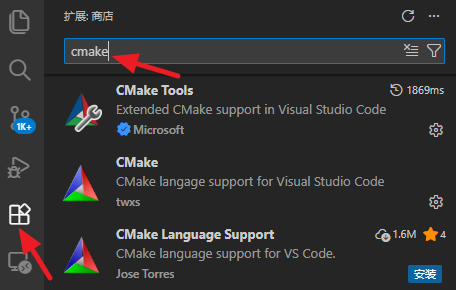 扩展: 商店
cmake
CMake Tools 1869ms
Extended CMake support in Visual Studio Code
Microsoft
CMake
CMake langage support for Visual Studio Code
twxs
1K+
CMake Language Support 1.6M 4
CMake language support for VS Code.
Jose Torres 安装